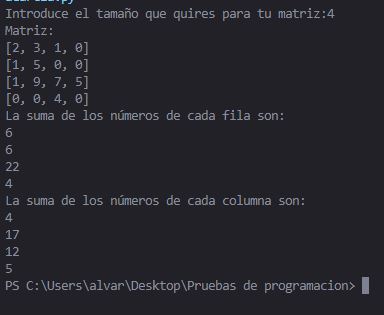 Introduce el tamaño que quires para tu matriz:4
Matriz:
[2, 3, 1, 0]
[1, 5, 0, 0]
[1, 9, 7, 5]
[0, 0, 4, 0]
La suma de los números de cada fila son:
6
6
22
4
La suma de los números de cada columna son:
4
17
12
5
PS C:\Users\alvar\Desktop\Pruebas de programacion>